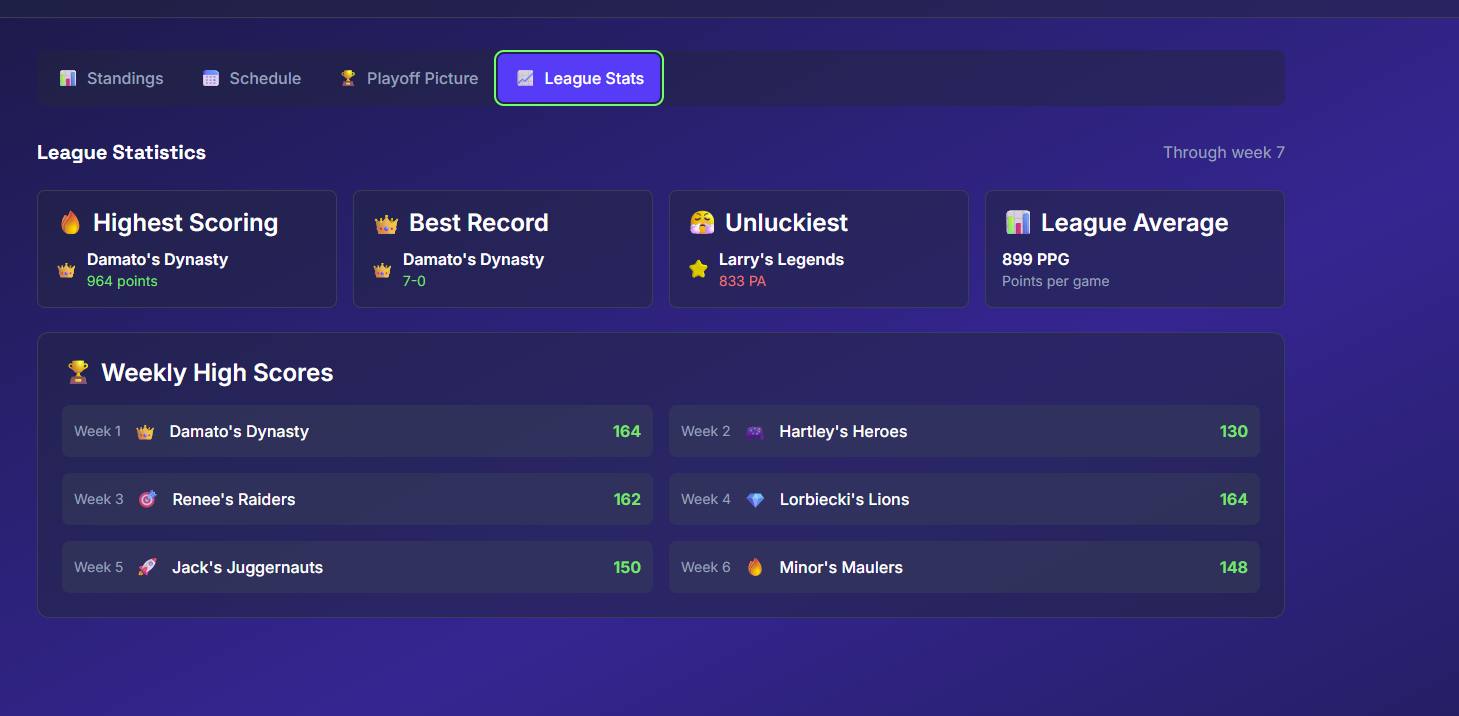 Standings Schedule Playoff Picture League Stats
League Statistics Through week 7
Highest Scoring
Damato's Dynasty
964 points
Best Record
Damato's Dynasty
7-0
Unluckiest
Larry's Legends
833 PA
League Average
899 PPG
Points per game
Weekly High Scores
Week 1 Damato's Dynasty 164
Week 2 Hartley's Heroes 130
Week 3 Renee's Raiders 162
Week 4 Lorbiecki's Lions 164
Week 5 Jack's Juggernauts 150
Week 6 Minor's Maulers 148